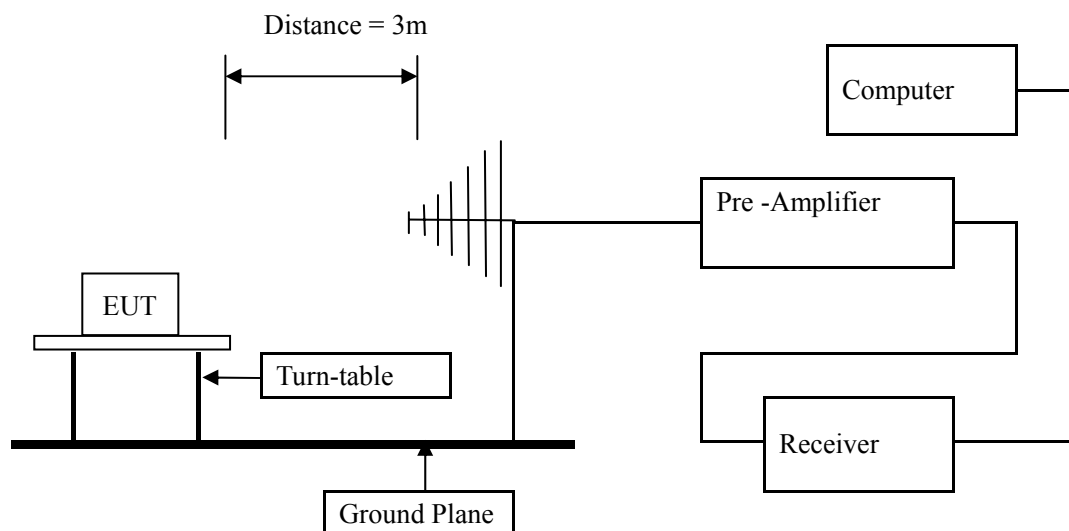 Distance = 3m
Computer
Pre -Amplifier
EUT
Turn-table
Receiver
Ground Plane